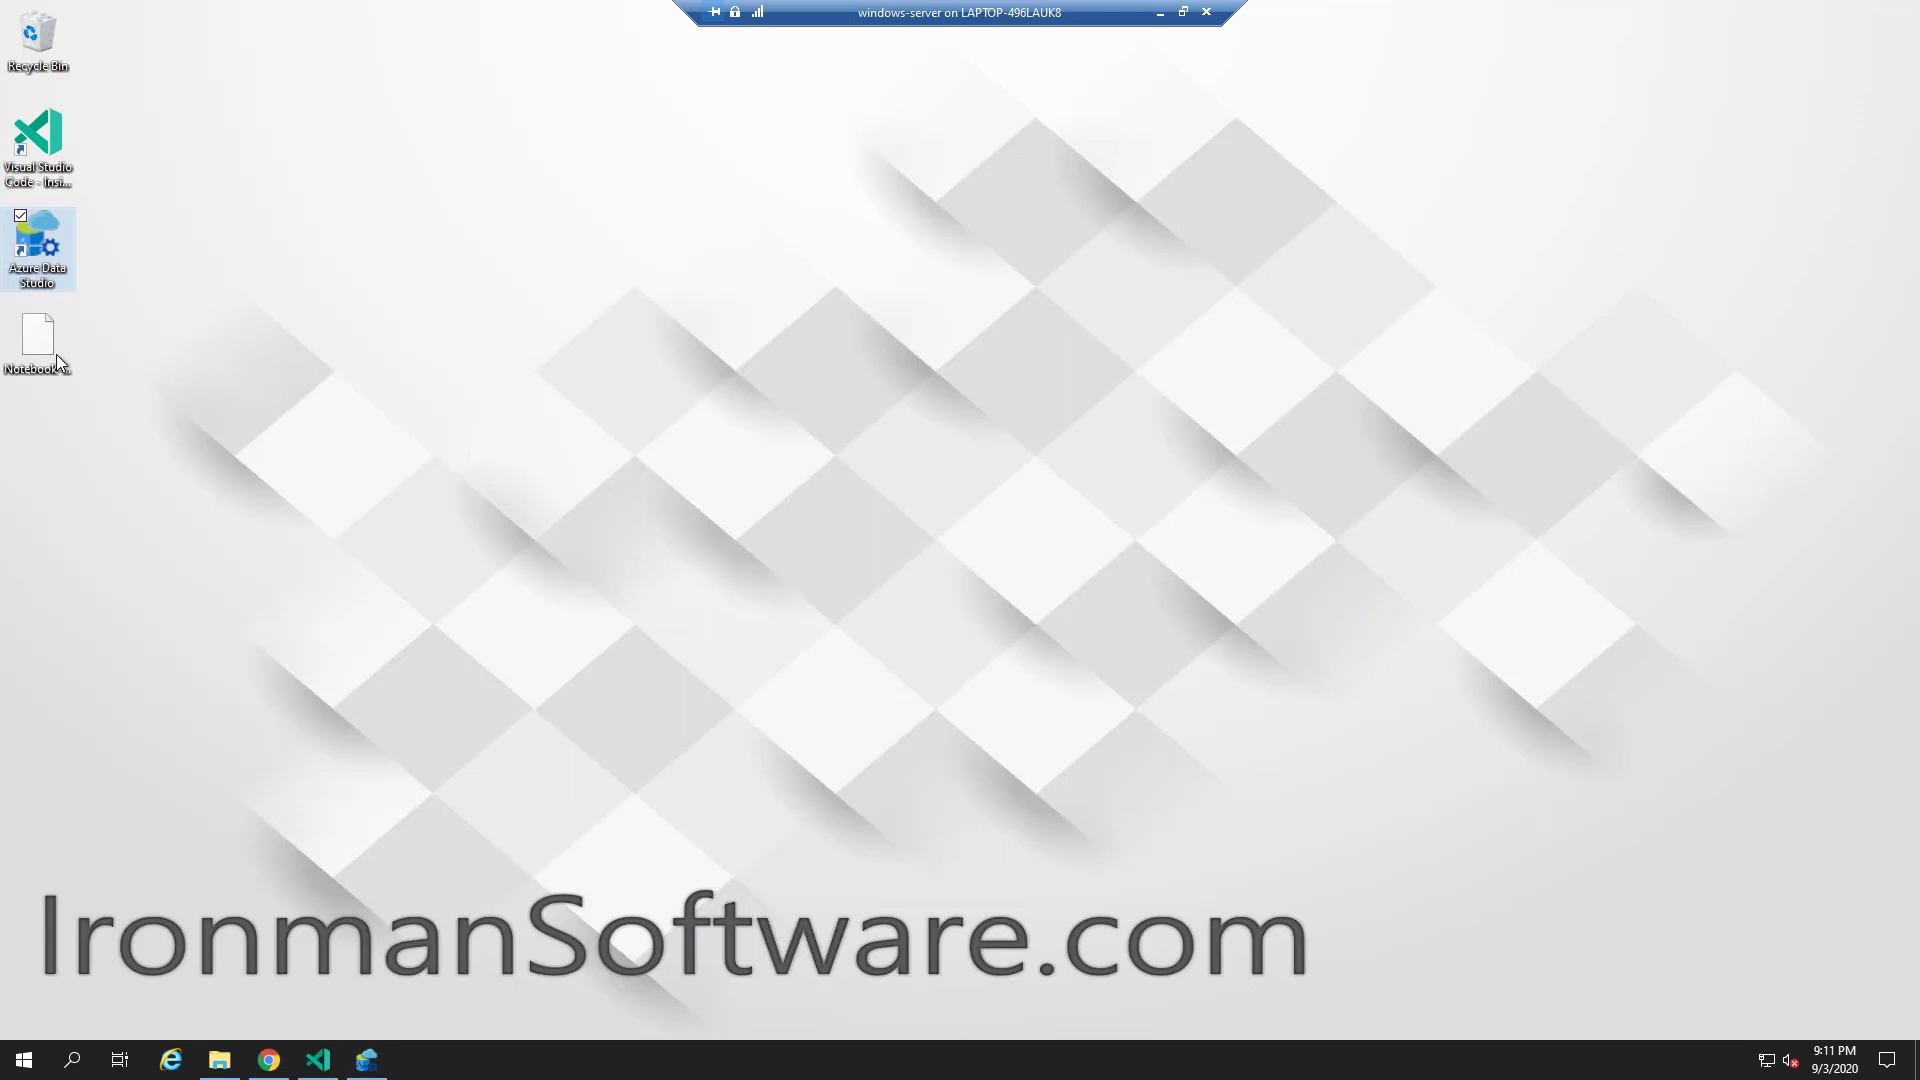 windows-server on LAPTOP-496LAUK8
Recycle Bin
Visual Studio
Code - Insi...
Azure Data
Studio
IronmanSoftware.com
9:11 PM
9/3/2020